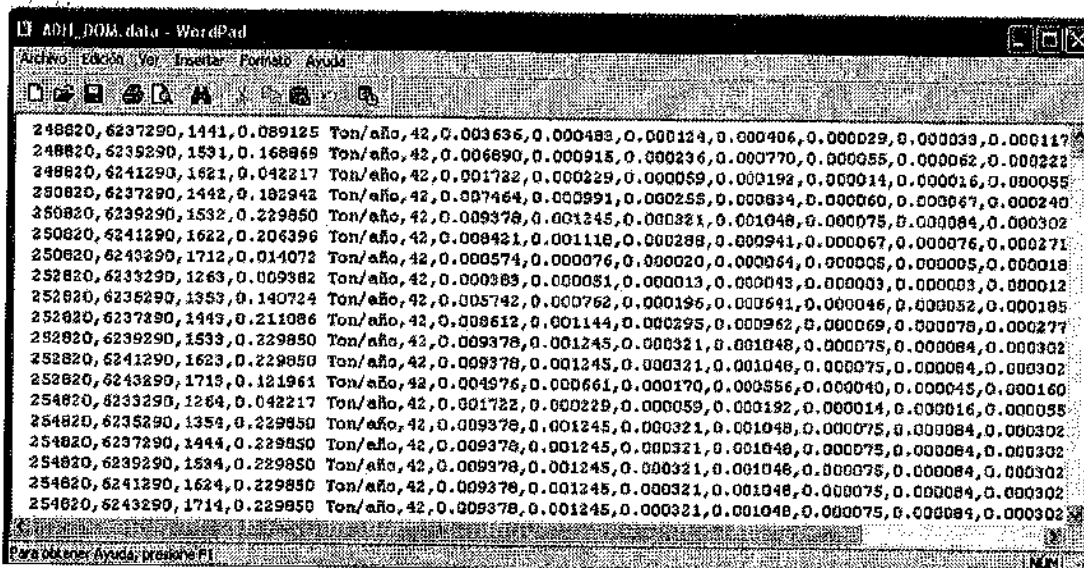 ADH_DOM.data - WordPad
Archivo Edición Ver Insertar Formato Ayuda
248820,6237290,1441,0.089125 Ton/año,42,0.003636,0.000483,0.000124,0.000406,0.000029,0.000033,0.000117
248820,6239290,1531,0.168869 Ton/año,42,0.006890,0.000915,0.000236,0.000770,0.000055,0.000062,0.000222
248820,6241290,1621,0.042217 Ton/año,42,0.001722,0.000229,0.000059,0.000192,0.000014,0.000016,0.000055
250820,6237290,1442,0.182942 Ton/año,42,0.007464,0.000991,0.000255,0.000834,0.000060,0.000067,0.000240
250820,6239290,1532,0.229850 Ton/año,42,0.009378,0.001245,0.000321,0.001048,0.000075,0.000084,0.000302
250820,6241290,1622,0.206396 Ton/año,42,0.008421,0.001118,0.000288,0.000941,0.000067,0.000076,0.000271
250820,6243290,1712,0.014072 Ton/año,42,0.000574,0.000076,0.000020,0.000064,0.000005,0.000005,0.000018
252820,6233290,1263,0.009382 Ton/año,42,0.000383,0.000051,0.000013,0.000043,0.000003,0.000003,0.000012
252820,6235290,1353,0.140724 Ton/año,42,0.005742,0.000762,0.000196,0.000641,0.000046,0.000052,0.000185
252820,6237290,1443,0.211086 Ton/año,42,0.008612,0.001144,0.000295,0.000962,0.000069,0.000078,0.000277
252820,6239290,1533,0.229850 Ton/año,42,0.009378,0.001245,0.000321,0.001048,0.000075,0.000084,0.000302
252820,6241290,1623,0.229850 Ton/año,42,0.009378,0.001245,0.000321,0.001048,0.000075,0.000084,0.000302
252820,6243290,1713,0.121961 Ton/año,42,0.004976,0.000661,0.000170,0.000556,0.000040,0.000045,0.000160
254820,6233290,1264,0.042217 Ton/año,42,0.001722,0.000229,0.000059,0.000192,0.000014,0.000016,0.000055
254820,6235290,1354,0.229850 Ton/año,42,0.009378,0.001245,0.000321,0.001048,0.000075,0.000084,0.000302
254820,6237290,1444,0.229850 Ton/año,42,0.009378,0.001245,0.000321,0.001048,0.000075,0.000084,0.000302
254820,6239290,1534,0.229850 Ton/año,42,0.009378,0.001245,0.000321,0.001048,0.000075,0.000084,0.000302
254820,6241290,1624,0.229850 Ton/año,42,0.009378,0.001245,0.000321,0.001048,0.000075,0.000084,0.000302
254820,6243290,1714,0.229850 Ton/año,42,0.009378,0.001245,0.000321,0.001048,0.000075,0.000084,0.000302
Para obtener Ayuda, presione F1
NUM